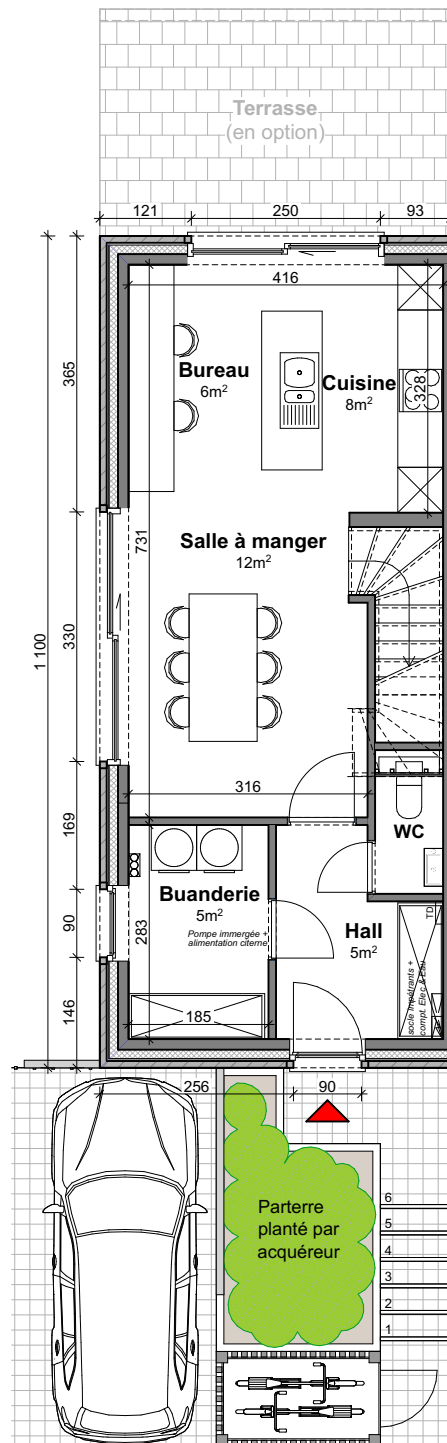 Terrasse
(en option)
121
250
93
416
365
Bureau
6m²
Cuisine
8m²
328
731
Salle à manger
12m²
330
1 100
316
WC
169
Buanderie
5m²
Pompe immergée +
alimentation citerne
283
90
Hall
5m²
TD
socle Impétrants +
compt. Elec & Eau
146
185
256
90
Parterre
planté par
acquéreur
6
5
4
3
2
1